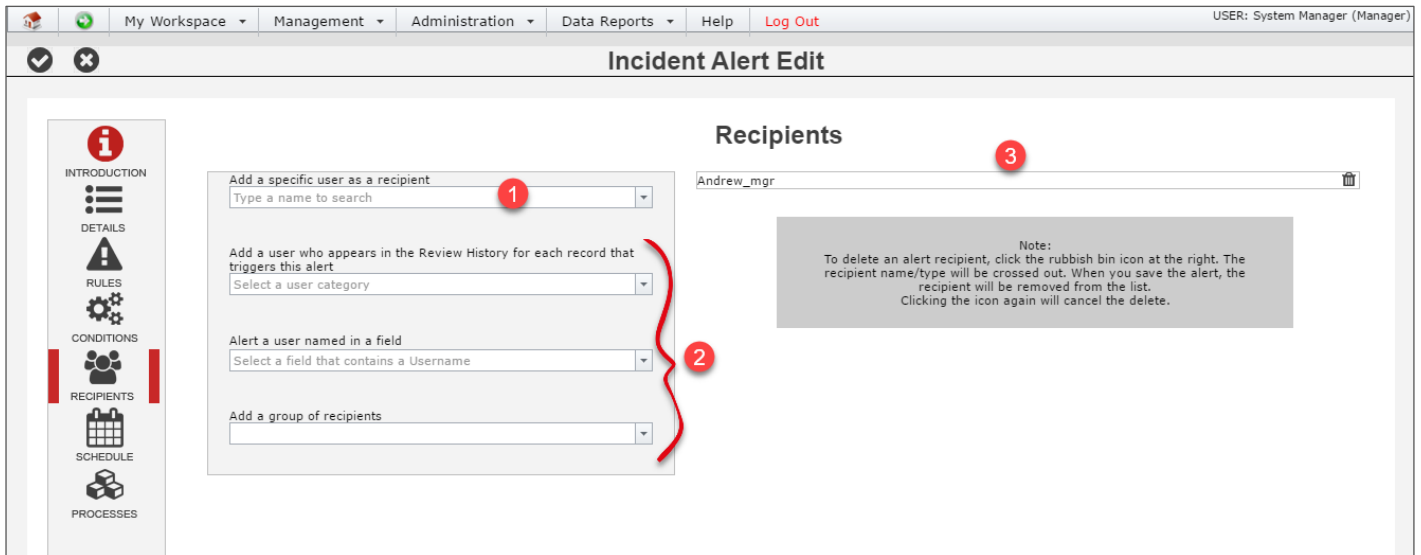 My Workspace Management Administration Data Reports Help Log Out USER: System Manager (Manager)
Incident Alert Edit
INTRODUCTION
DETAILS
RULES
CONDITIONS
RECIPIENTS
SCHEDULE
PROCESSES
Recipients
Add a specific user as a recipient
Type a name to search
1
Add a user who appears in the Review History for each record that
triggers this alert
Select a user category
Alert a user named in a field
Select a field that contains a Username
2
Add a group of recipients
3
Andrew_mgr
Note:
To delete an alert recipient, click the rubbish bin icon at the right. The
recipient name/type will be crossed out. When you save the alert, the
recipient will be removed from the list.
Clicking the icon again will cancel the delete.